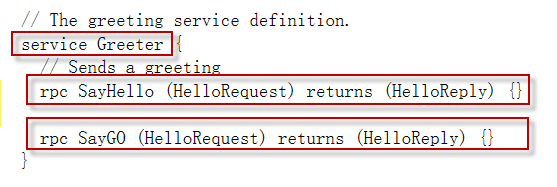 // The greeting service definition.
service Greeter {
// Sends a greeting
rpc SayHello (HelloRequest) returns (HelloReply) {}
rpc SayGO (HelloRequest) returns (HelloReply) {}
}